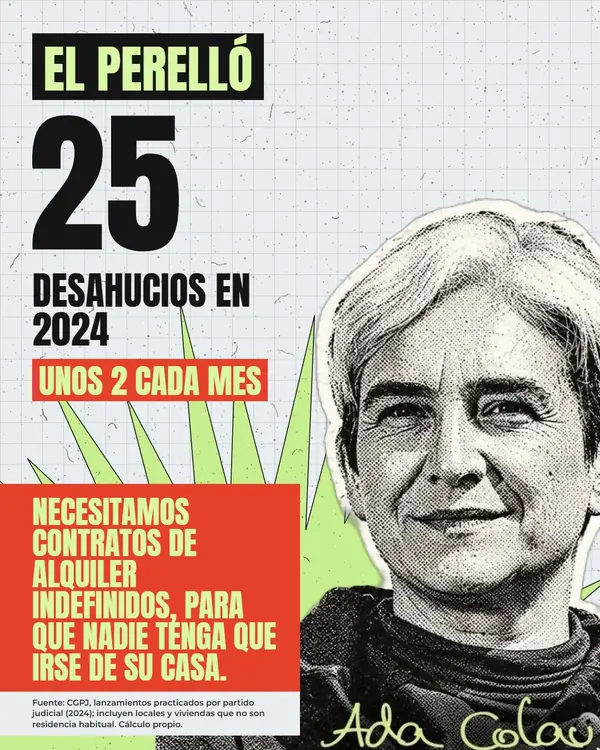 EL PERELLÓ
25
DESAHUCIOS EN
2024
UNOS 2 CADA MES
NECESITAMOS
CONTRATOS DE
ALQUILER
INDEFINIDOS, PARA
QUE NADIE TENGA QUE
IRSE DE SU CASA.
Fuente: CGPJ, lanzamientos practicados por partido
judicial (2024); incluyen locales y viviendas que no son
residencia habitual. Cálculo propio.
Ada Colau